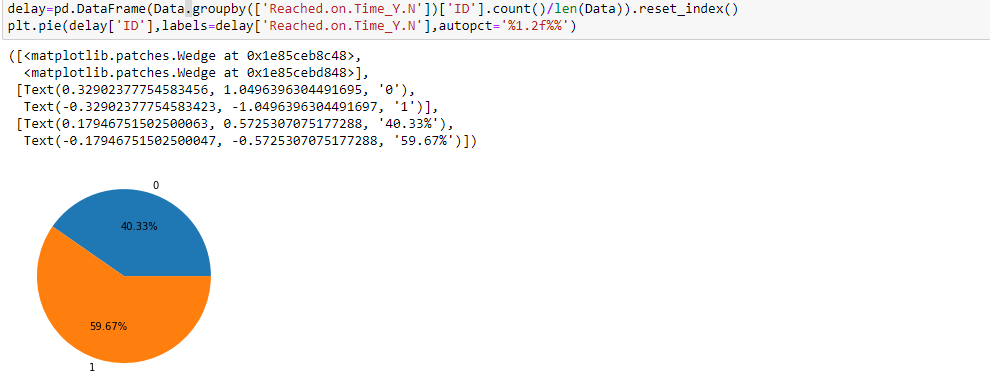 delay=pd.DataFrame(Data.groupby(['Reached.on.Time_Y.N'])['ID'].count()/len(Data)).reset_index()
plt.pie(delay['ID'],labels=delay['Reached.on.Time_Y.N'],autopct='%1.2f%%')
([<matplotlib.patches.Wedge at 0x1e85ceb8c48>,
  <matplotlib.patches.Wedge at 0x1e85cebd848>],
 [Text(0.32902377754583456, 1.0496396304491695, '0'),
  Text(-0.32902377754583423, -1.0496396304491697, '1')],
 [Text(0.17946751502500063, 0.5725307075177288, '40.33%'),
  Text(-0.17946751502500047, -0.5725307075177288, '59.67%')])
0
40.33%
59.67%
1